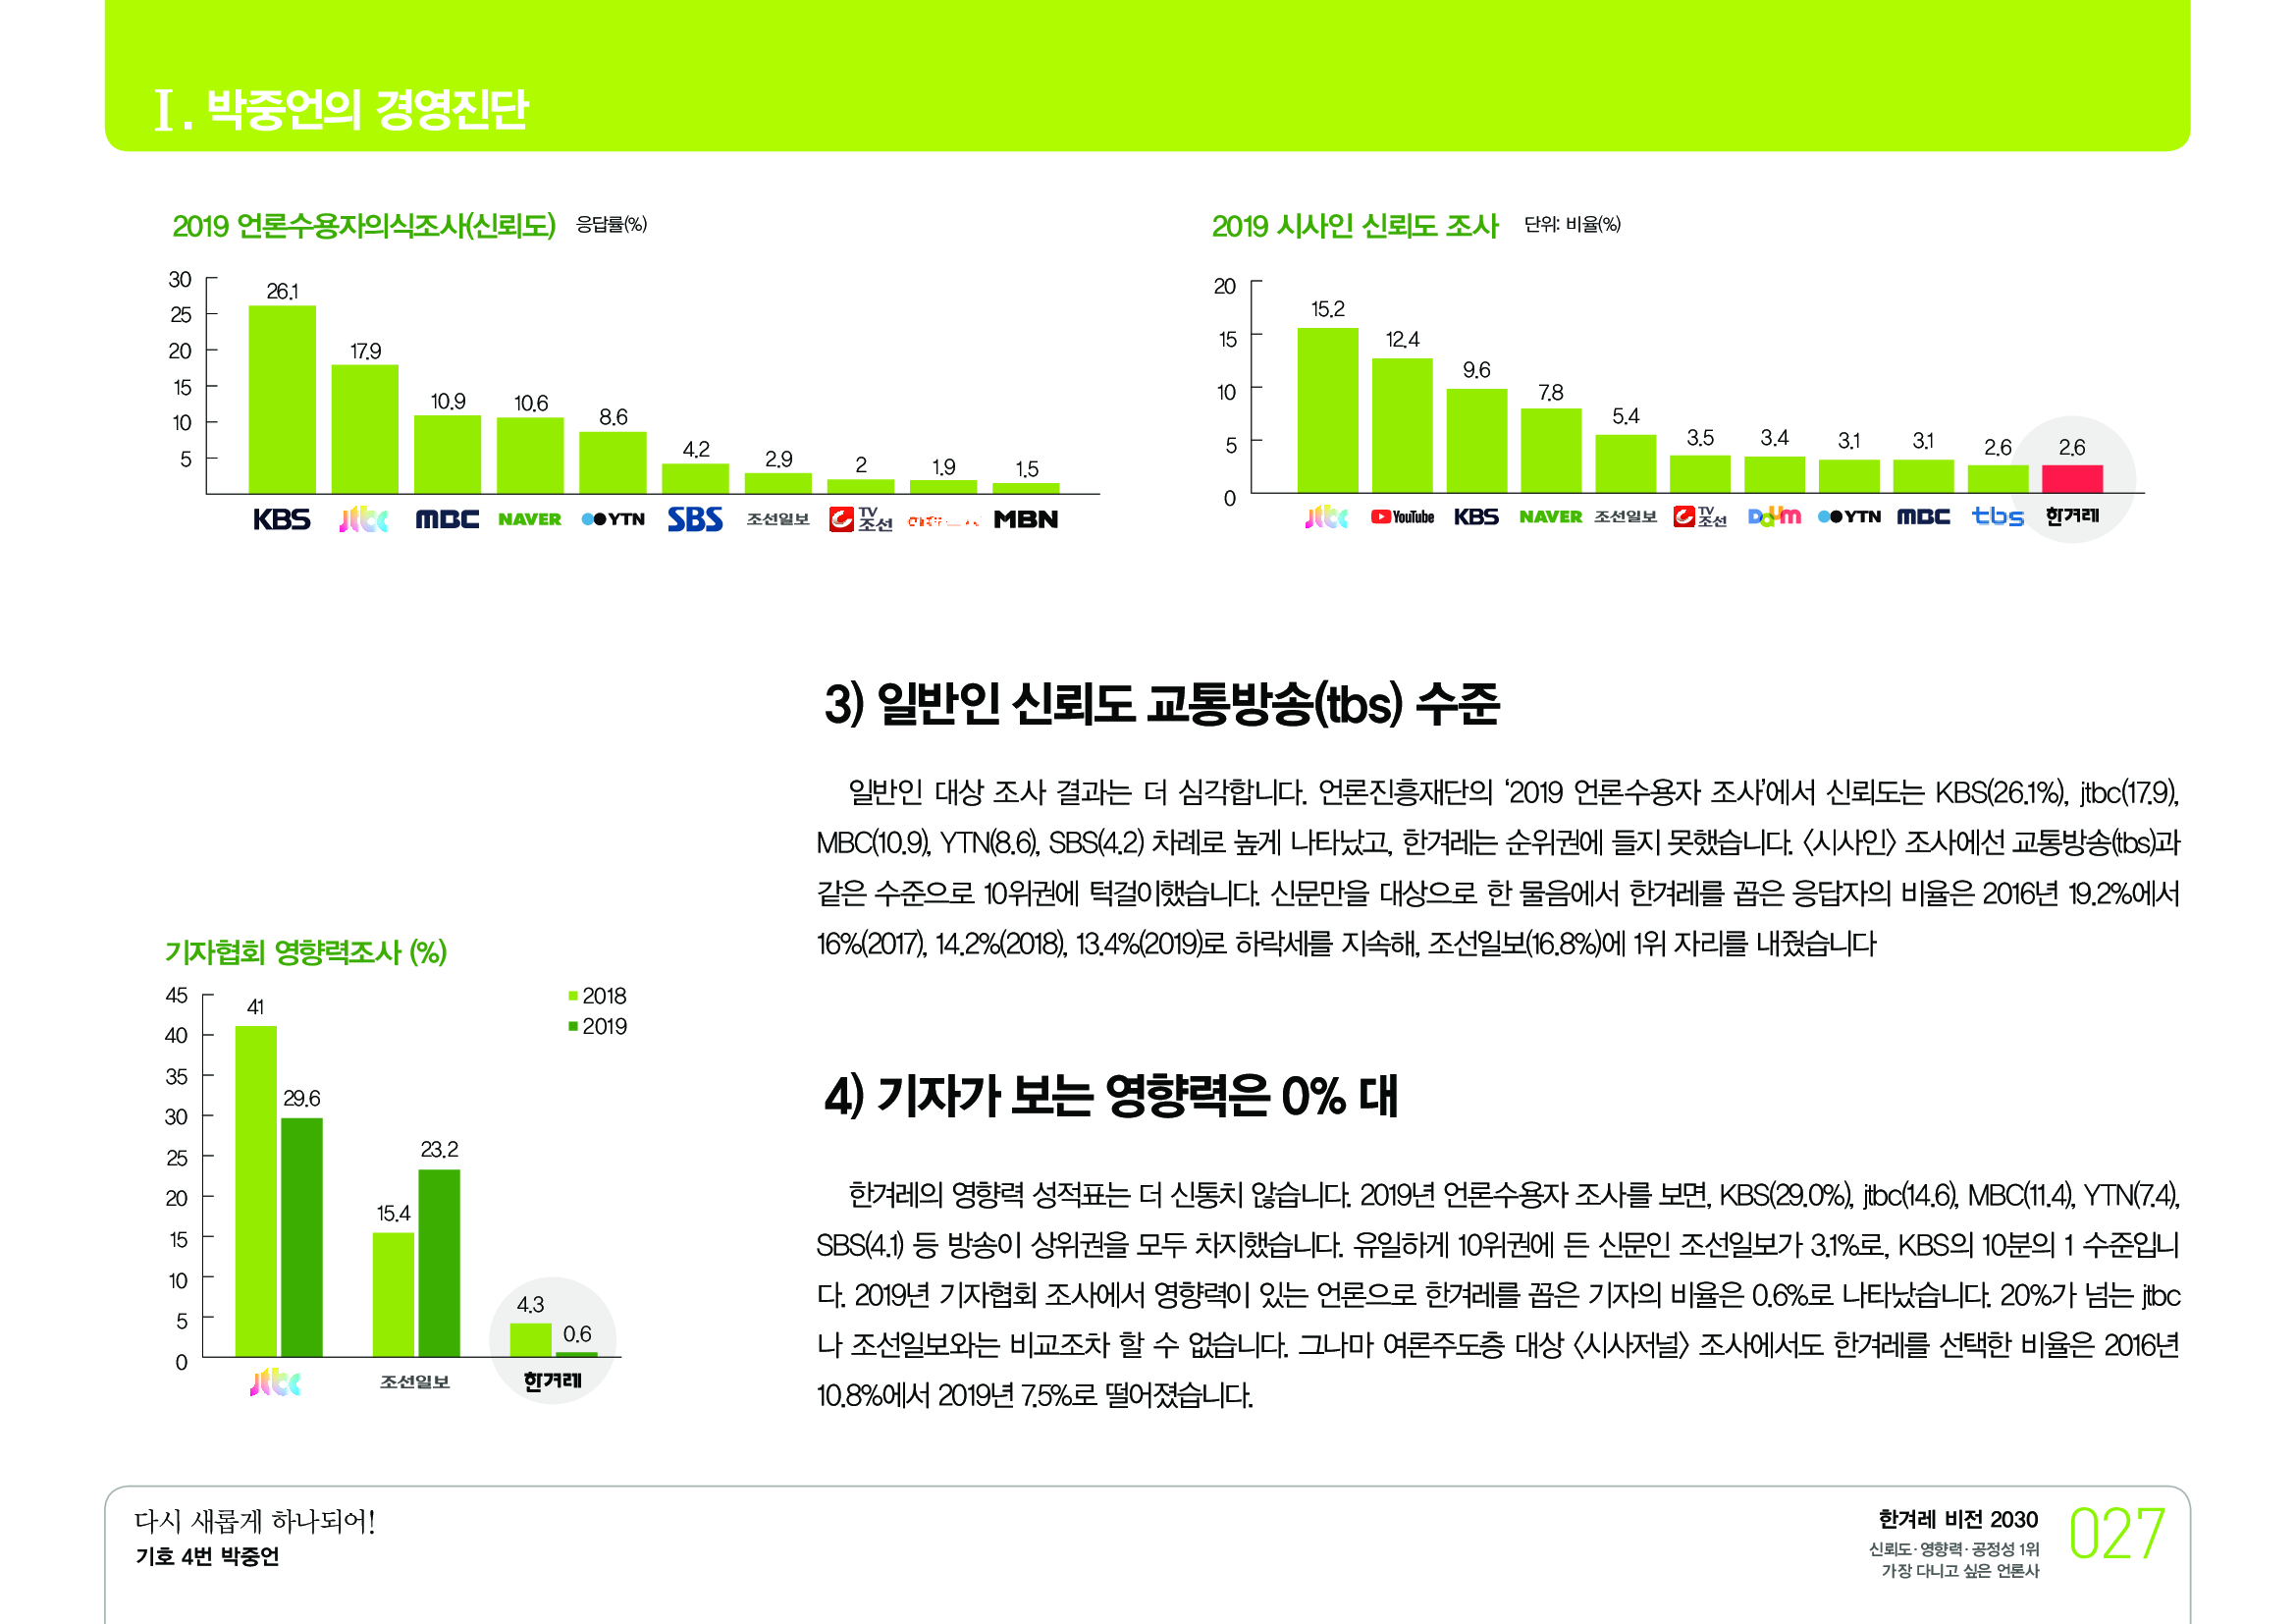 I. 박중언의 경영진단
2019 언론수용자의식조사(신뢰도) 응답률(%)
30
25
20
15
10
5
26.1
17.9
10.9
10.6
8.6
4.2
2.9
2
1.9
1.5
KBS
jtbc
MBC
NAVER
YTN
SBS
조선일보
TV조선
MBN
2019 시사인 신뢰도 조사 단위: 비율(%)
20
15
10
5
0
15.2
12.4
9.6
7.8
5.4
3.5
3.4
3.1
3.1
2.6
2.6
jtbc
YouTube
KBS
NAVER
조선일보
TV조선
Daum
YTN
MBC
tbs
한겨레
3) 일반인 신뢰도 교통방송(tbs) 수준
일반인 대상 조사 결과는 더 심각합니다. 언론진흥재단의 ‘2019 언론수용자 조사’에서 신뢰도는 KBS(26.1%), jtbc(17.9),
MBC(10.9), YTN(8.6), SBS(4.2) 차례로 높게 나타났고, 한겨레는 순위권에 들지 못했습니다. 〈시사인〉 조사에선 교통방송(tbs)과
같은 수준으로 10위권에 턱걸이했습니다. 신문만을 대상으로 한 물음에서 한겨레를 꼽은 응답자의 비율은 2016년 19.2%에서
16%(2017), 14.2%(2018), 13.4%(2019)로 하락세를 지속해, 조선일보(16.8%)에 1위 자리를 내줬습니다
기자협회 영향력조사 (%)
45
40
35
30
25
20
15
10
5
0
2018
2019
41
29.6
15.4
23.2
4.3
0.6
jtbc
조선일보
한겨레
4) 기자가 보는 영향력은 0% 대
한겨레의 영향력 성적표는 더 신통치 않습니다. 2019년 언론수용자 조사를 보면, KBS(29.0%), jtbc(14.6), MBC(11.4), YTN(7.4),
SBS(4.1) 등 방송이 상위권을 모두 차지했습니다. 유일하게 10위권에 든 신문인 조선일보가 3.1%로, KBS의 10분의 1 수준입니
다. 2019년 기자협회 조사에서 영향력이 있는 언론으로 한겨레를 꼽은 기자의 비율은 0.6%로 나타났습니다. 20%가 넘는 jtbc
나 조선일보와는 비교조차 할 수 없습니다. 그나마 여론주도층 대상 〈시사저널〉 조사에서도 한겨레를 선택한 비율은 2016년
10.8%에서 2019년 7.5%로 떨어졌습니다.
다시 새롭게 하나되어!
기호 4번 박중언
한겨레 비전 2030
신뢰도·영향력·공정성 1위
가장 다니고 싶은 언론사
027